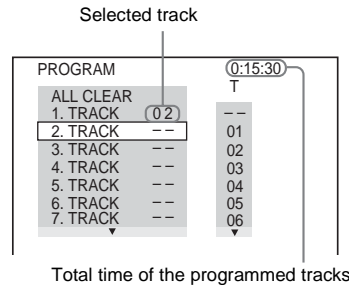 Selected track
PROGRAM 0:15:30
T
ALL CLEAR
1. TRACK 0 2 – –
2. TRACK – – 01
3. TRACK – – 02
4. TRACK – – 03
5. TRACK – – 04
6. TRACK – – 05
7. TRACK – – 06
Total time of the programmed tracks